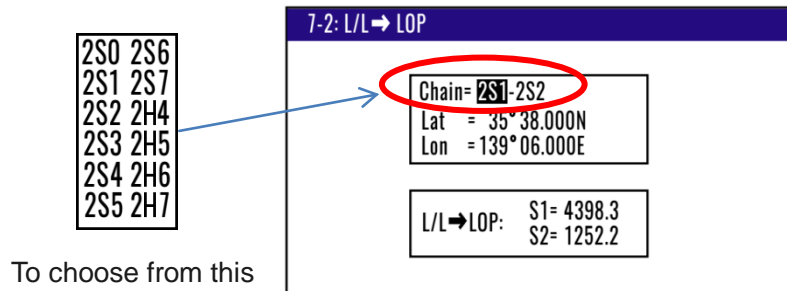 7-2: L/L➡ LOP
2S0 2S6
2S1 2S7
2S2 2H4
2S3 2H5
2S4 2H6
2S5 2H7
To choose from this
Chain= 2S1-2S2
Lat = 35°38.000N
Lon =139°06.000E
L/L➡LOP: S1= 4398.3
S2= 1252.2